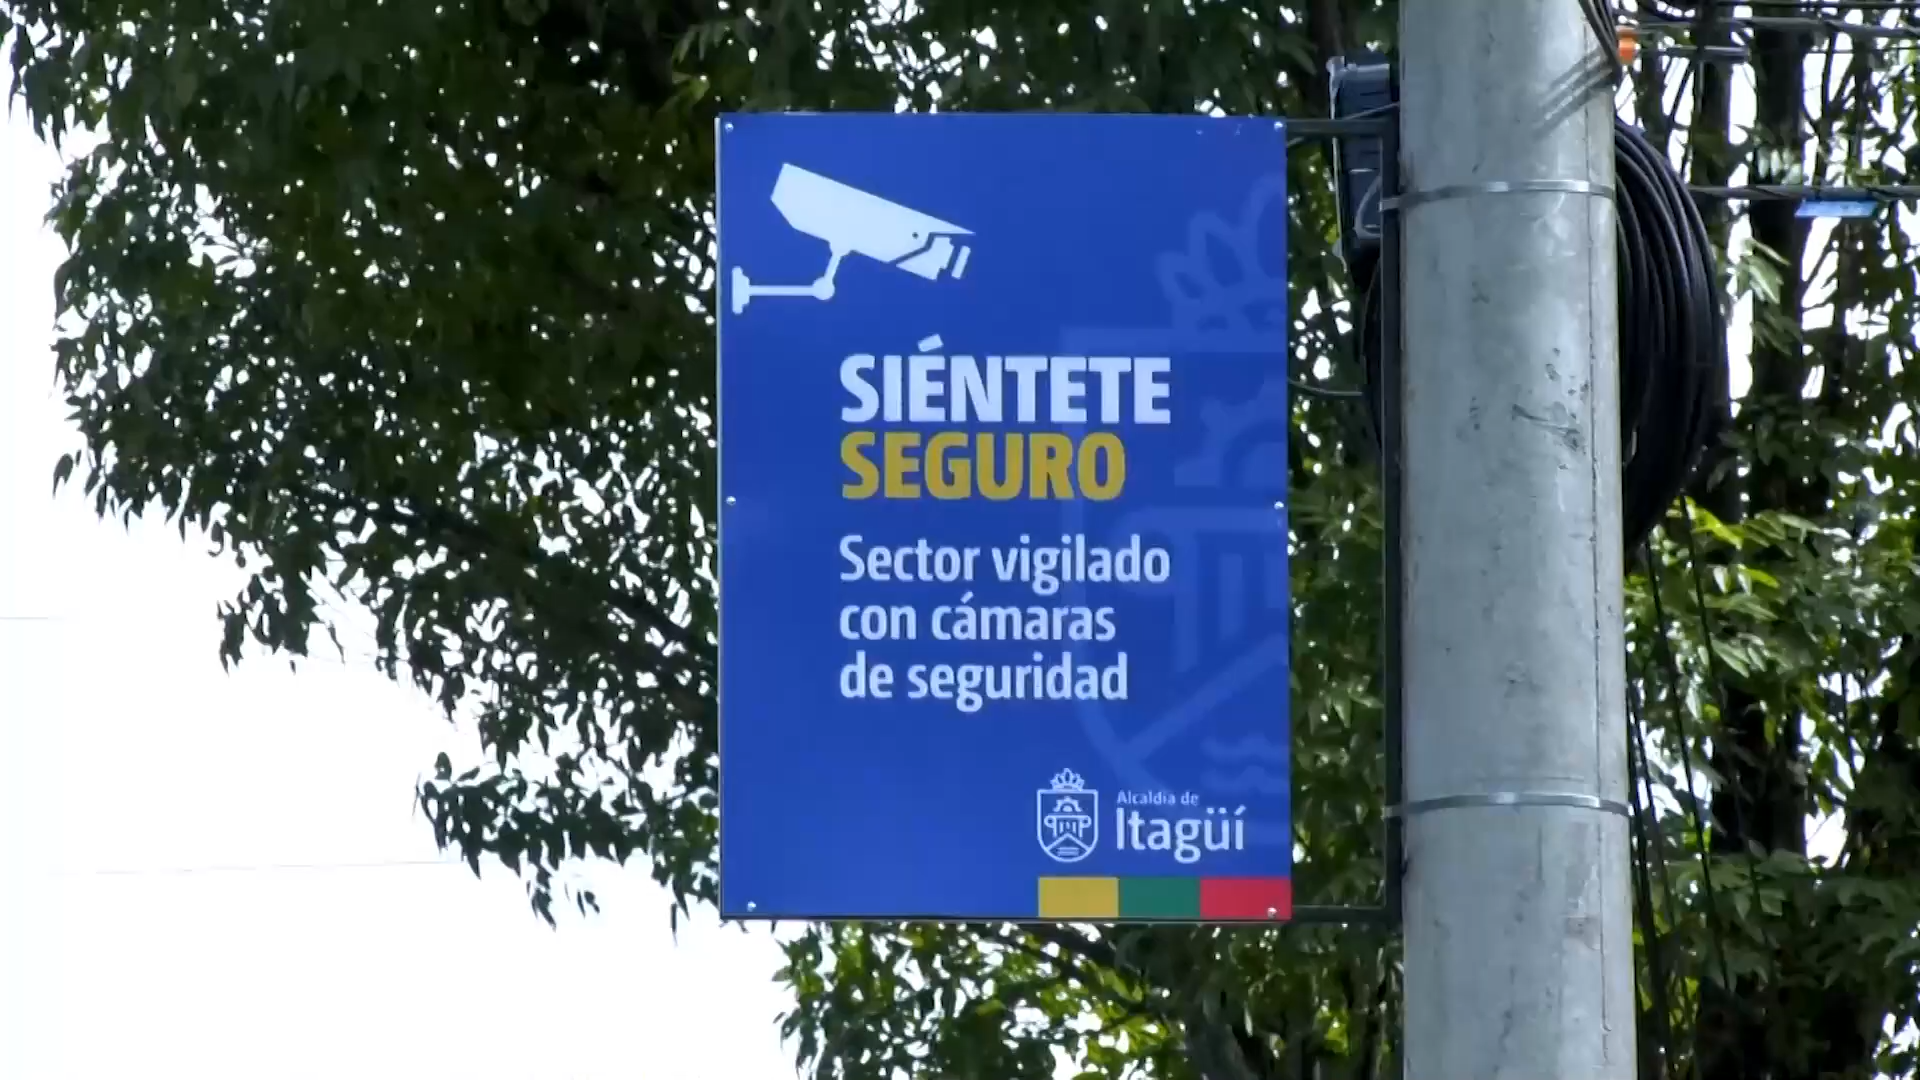 SIÉNTETE
SEGURO
Sector vigilado
con cámaras
de seguridad
Alcaldía de
Itagüí